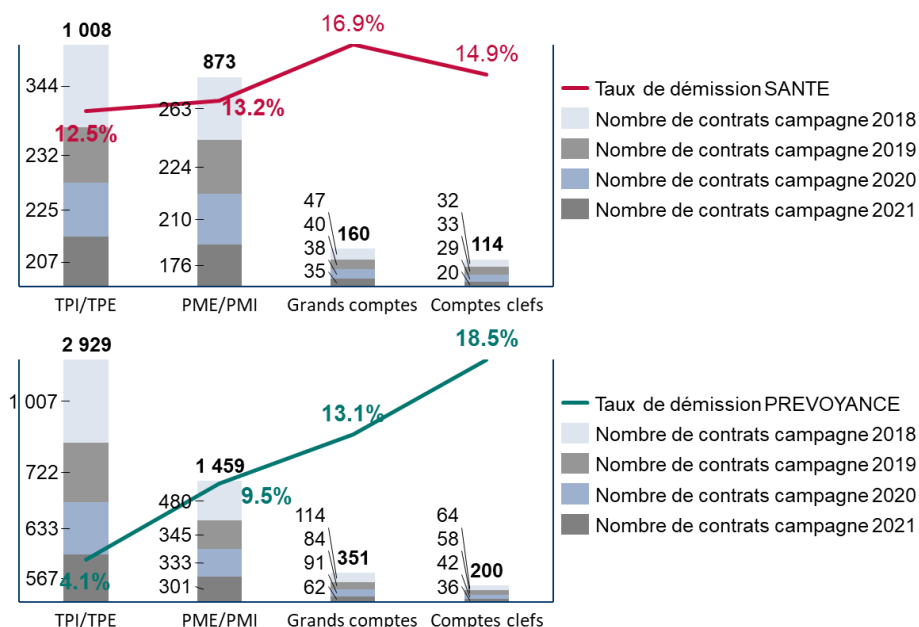 1 008
16.9%
873
14.9%
344
263
12.5%
13.2%
232
224
225
210
207
176
47
40
38
35
160
32
33
29
20
114
TPI/TPE
PME/PMI
Grands comptes
Comptes clefs
Taux de démission SANTE
Nombre de contrats campagne 2018
Nombre de contrats campagne 2019
Nombre de contrats campagne 2020
Nombre de contrats campagne 2021
2 929
18.5%
13.1%
1 007
1 459
9.5%
480
722
345
633
333
567
4.1%
301
114
84
91
62
351
64
58
42
36
200
TPI/TPE
PME/PMI
Grands comptes
Comptes clefs
Taux de démission PREVOYANCE
Nombre de contrats campagne 2018
Nombre de contrats campagne 2019
Nombre de contrats campagne 2020
Nombre de contrats campagne 2021